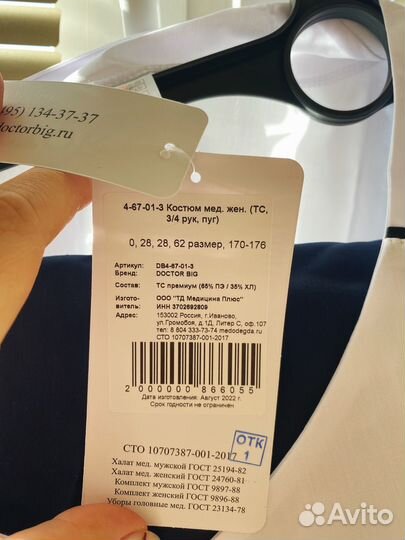 495) 134-37-37
doctorbig.ru
4-67-01-3 Костюм мед. жен. (ТС,
3/4 рук, пуг)
0, 28, 28, 62 размер, 170-176
Артикул: DB4-67-01-3
Бренд: DOCTOR BIG
Состав: ТС премиум (65% ПЭ / 35% ХЛ)
Изгото- ООО "ТД Медицина Плюс"
витель: ИНН 3702692809
Адрес: 153002 Россия, г.Иваново,
ул.Громобоя, д.1Д, Литер С, оф.107
тел. 8 804 333-73-74 medodegda.ru
СТО 10707387-001-2017
2 000000 866055
Дата изготовления: Август 2022 г.
Срок годности не ограничен
ОТК
1
СТО 10707387-001-2017
Халат мед. мужской ГОСТ 25194-82
Халат мед. женский ГОСТ 24760-81
Комплект мужской ГОСТ 9897-88
Комплект женский ГОСТ 9896-88
Уборы головные мед. ГОСТ 23134-78
Avito